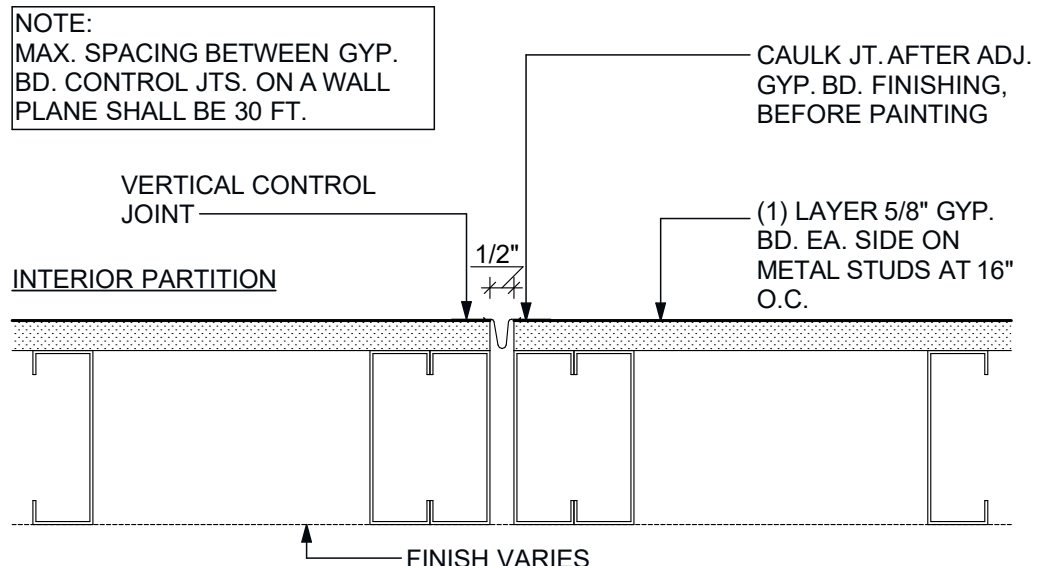 NOTE:
MAX. SPACING BETWEEN GYP.
BD. CONTROL JTS. ON A WALL
PLANE SHALL BE 30 FT.
CAULK JT. AFTER ADJ.
GYP. BD. FINISHING,
BEFORE PAINTING
VERTICAL CONTROL
JOINT
(1) LAYER 5/8" GYP.
BD. EA. SIDE ON
METAL STUDS AT 16"
O.C.
1/2"
INTERIOR PARTITION
FINISH VARIES